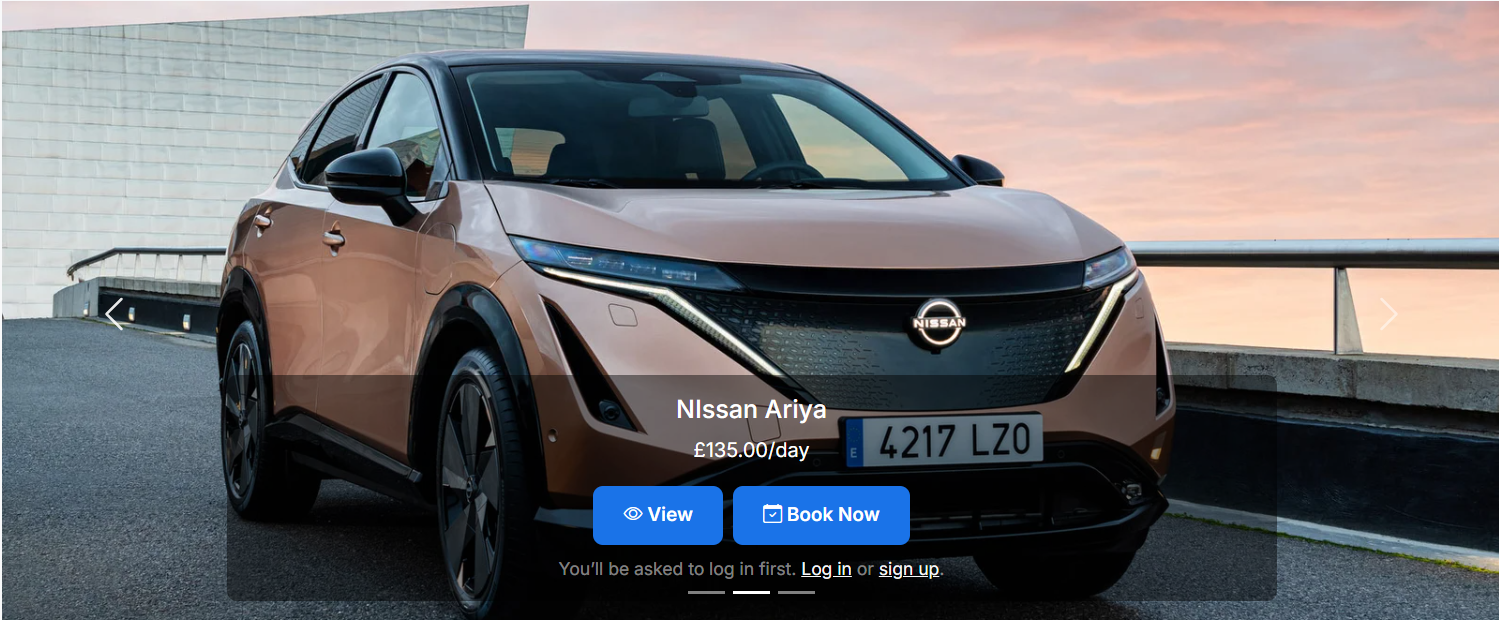 NISSAN
NIssan Ariya
E 4217 LZO
£135.00/day
View Book Now
You’ll be asked to log in first. Log in or sign up.